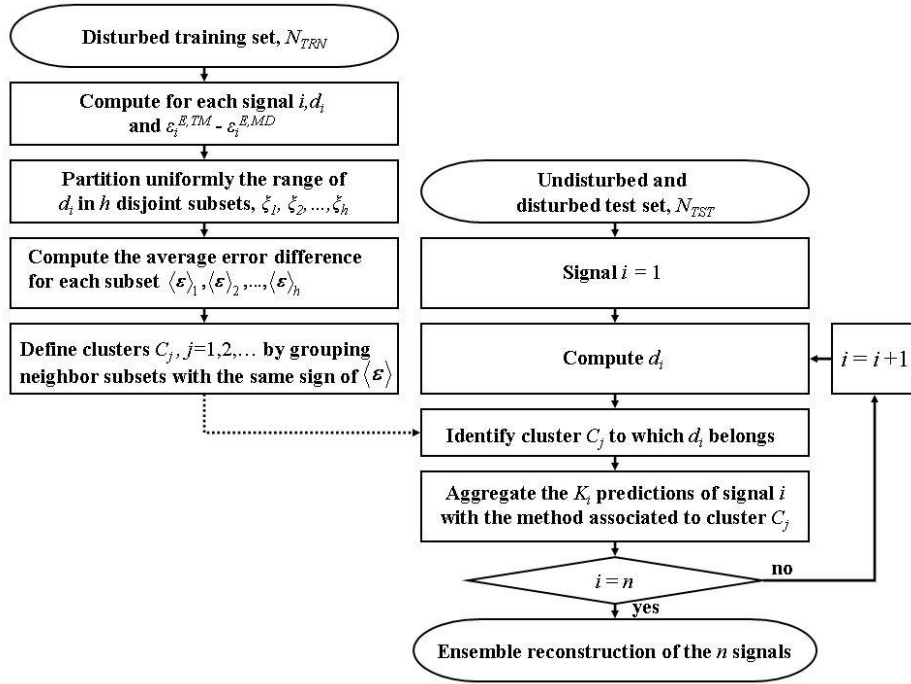 Disturbed training set, N_TRN
Compute for each signal i,d_i
and ε_i^{E,TM} - ε_i^{E,MD}
Partition uniformly the range of
d_i in h disjoint subsets, ξ_1, ξ_2,...,ξ_h
Compute the average error difference
for each subset ⟨ε⟩_1,⟨ε⟩_2,...,⟨ε⟩_h
Define clusters C_j, j=1,2,... by grouping
neighbor subsets with the same sign of ⟨ε⟩
Undisturbed and
disturbed test set, N_TST
Signal i = 1
Compute d_i
i = i+1
Identify cluster C_j to which d_i belongs
Aggregate the K_i predictions of signal i
with the method associated to cluster C_j
i = n
no
yes
Ensemble reconstruction of the n signals